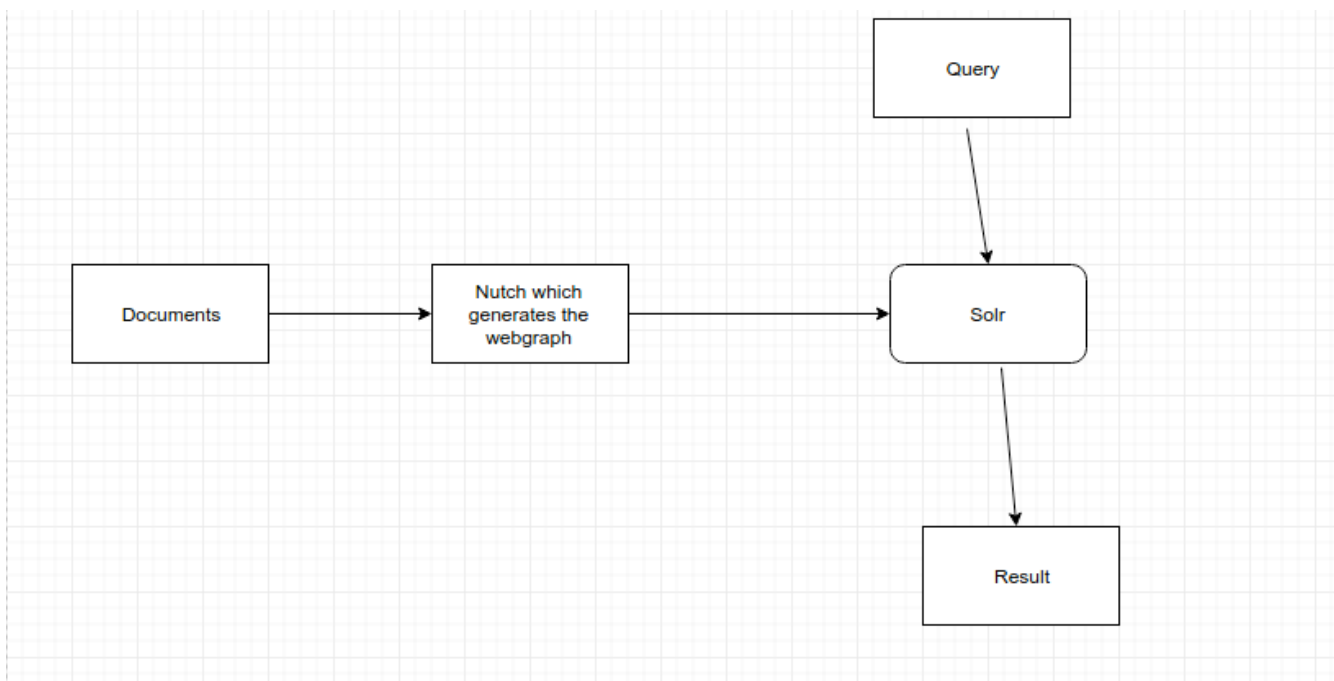 Query
Documents
Nutch which
generates the
webgraph
Solr
Result